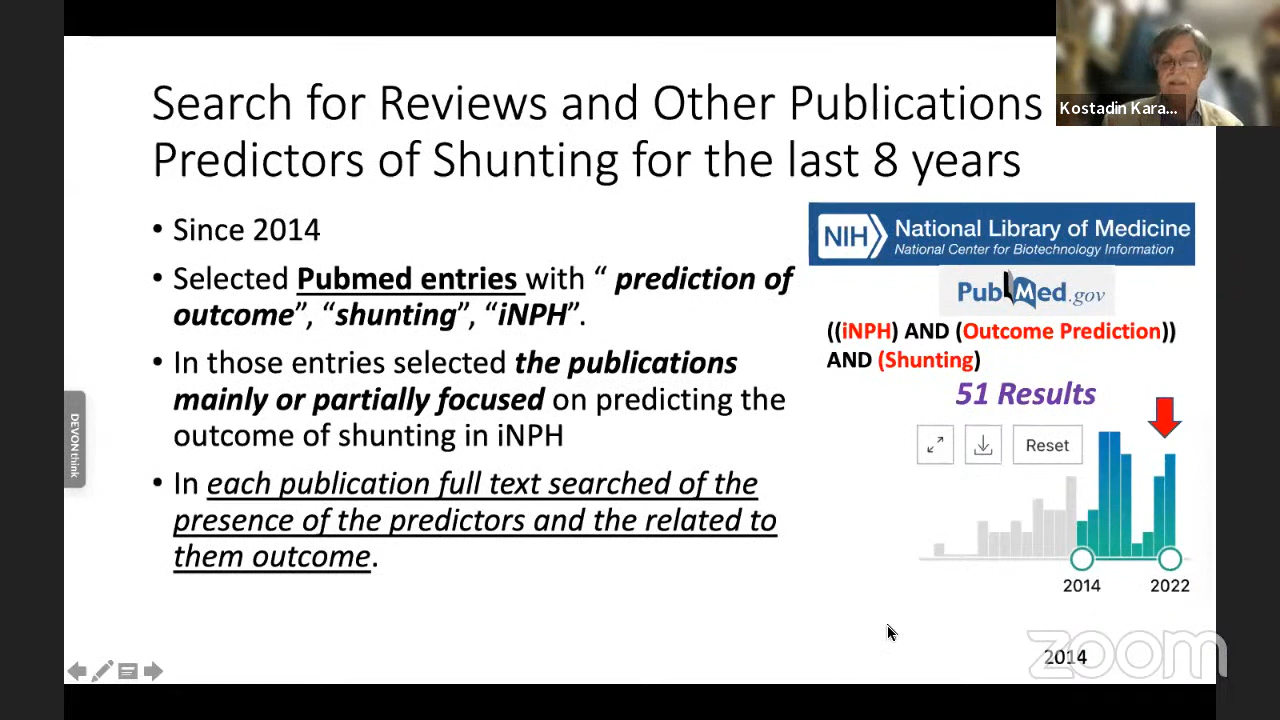 Search for Reviews and Other Publications
Predictors of Shunting for the last 8 years
Kostadin Kara...
• Since 2014
• Selected Pubmed entries with “ prediction of
outcome”, “shunting”, “iNPH”.
• In those entries selected the publications
mainly or partially focused on predicting the
outcome of shunting in iNPH
• In each publication full text searched of the
presence of the predictors and the related to
them outcome.
NIH National Library of Medicine
National Center for Biotechnology Information
PubMed.gov
((iNPH) AND (Outcome Prediction))
AND (Shunting)
51 Results
Reset
2014 2022
DEVONthink
2014
zoom